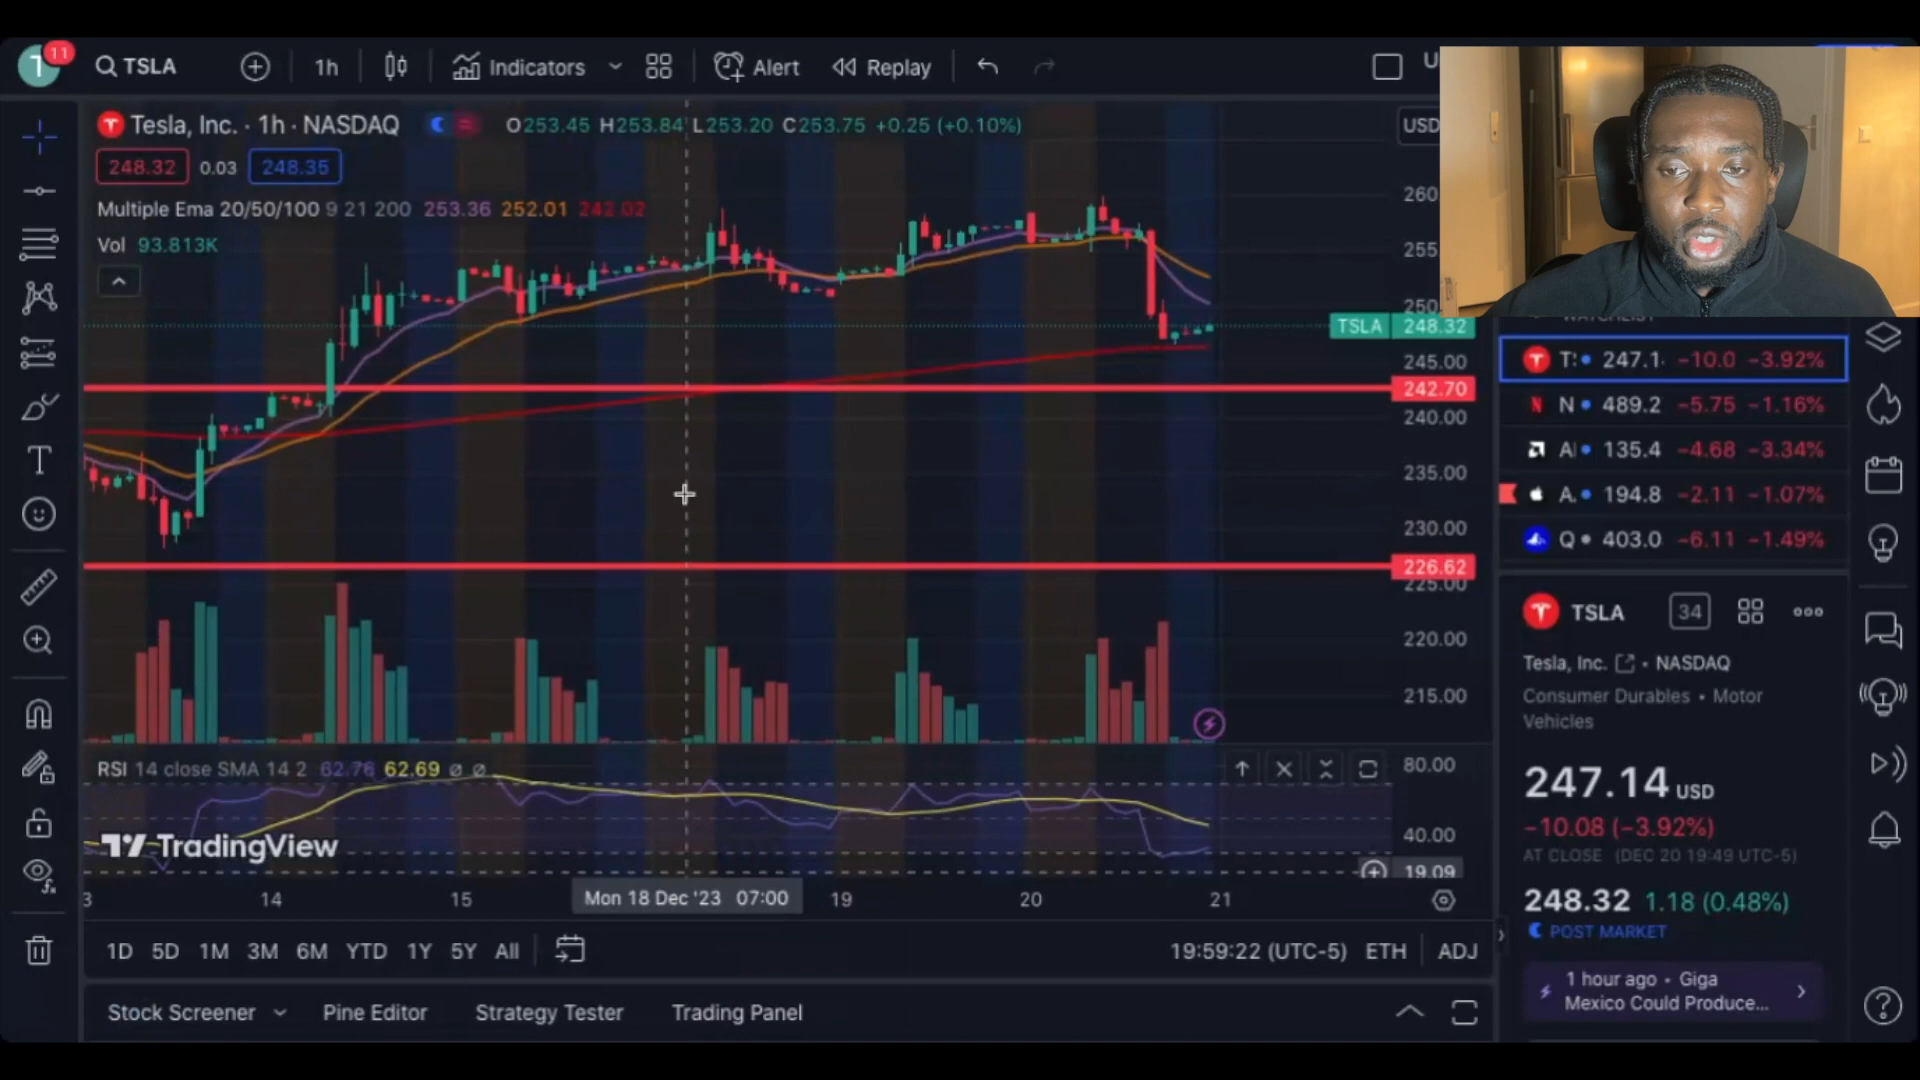 11
TSLA
1h
Indicators
Alert
Replay
U
Tesla, Inc. · 1h · NASDAQ
O253.45 H253.84 L253.20 C253.75 +0.25 (+0.10%)
USD
248.32 0.03 248.35
Multiple Ema 20/50/100 9 21 200 253.36 252.01 242.02
Vol 93.813K
260
255
250
TSLA 248.32
245.00
242.70
240.00
235.00
230.00
226.62
225.00
220.00
215.00
RSI 14 close SMA 14 2 62.76 62.69 ∅ ∅
80.00
40.00
19.09
TradingView
3 14 15 Mon 18 Dec '23 07:00 19 20 21
1D 5D 1M 3M 6M YTD 1Y 5Y All
19:59:22 (UTC-5) ETH ADJ
Stock Screener Pine Editor Strategy Tester Trading Panel
T 247.1 −10.0 −3.92%
N 489.2 −5.75 −1.16%
A 135.4 −4.68 −3.34%
A. 194.8 −2.11 −1.07%
Q 403.0 −6.11 −1.49%
TSLA 34
Tesla, Inc. • NASDAQ
Consumer Durables • Motor
Vehicles
247.14 USD
−10.08 (−3.92%)
AT CLOSE (DEC 20 19:49 UTC-5)
248.32 1.18 (0.48%)
POST MARKET
1 hour ago • Giga
Mexico Could Produce...